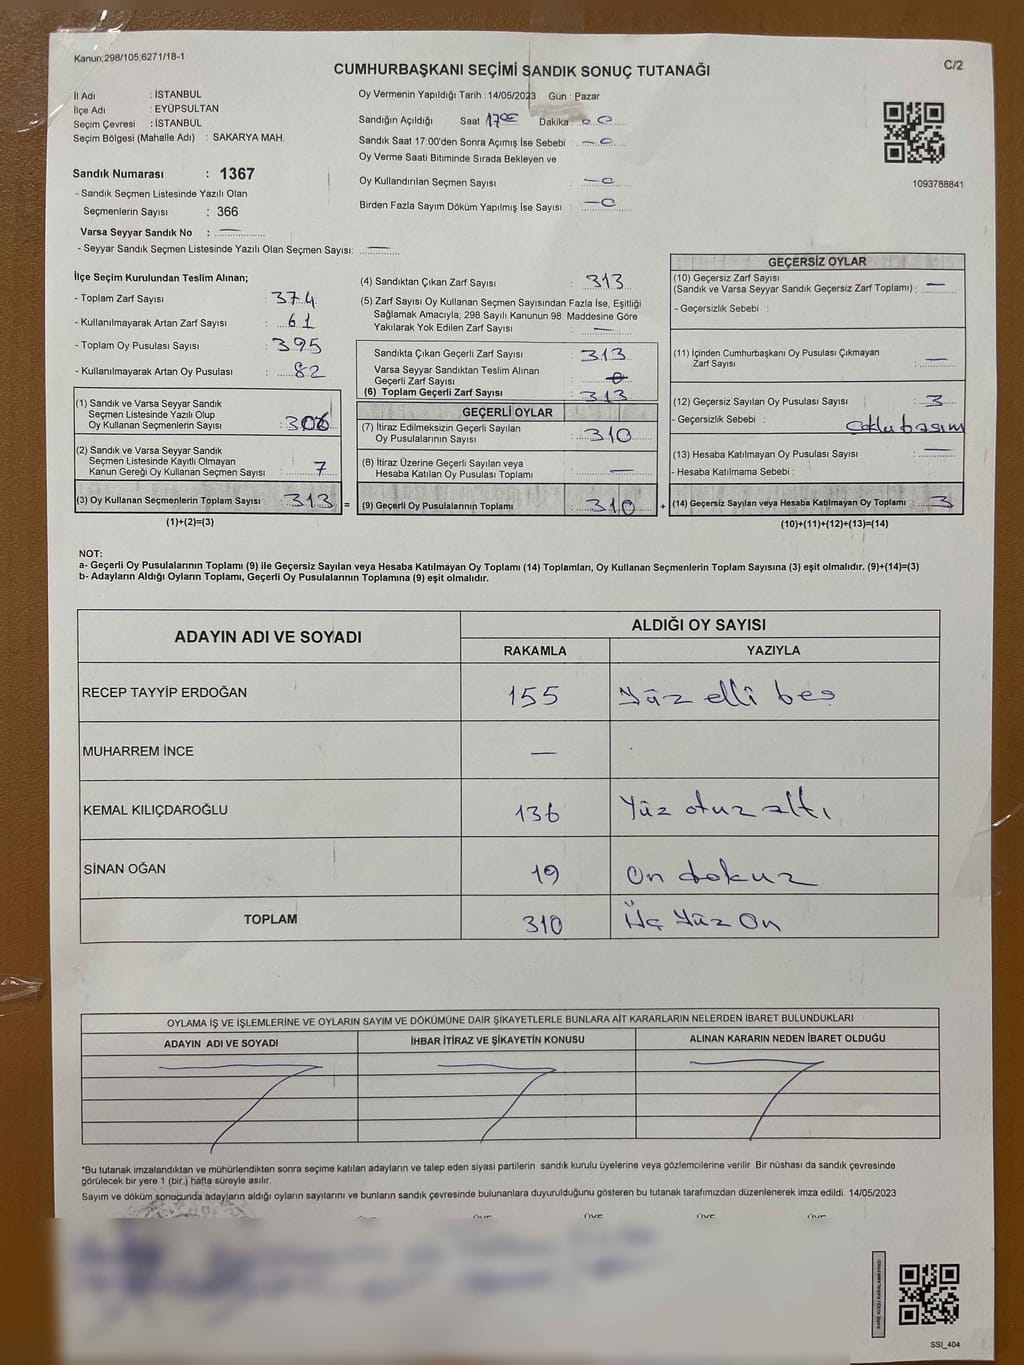 Kanun:298/105,6271/18-1
CUMHURBAŞKANI SEÇİMİ SANDIK SONUÇ TUTANAĞI
C/2
İl Adı : İSTANBUL
İlçe Adı : EYÜPSULTAN
Seçim Çevresi : İSTANBUL
Seçim Bölgesi (Mahalle Adı) : SAKARYA MAH.
Sandık Numarası : 1367
- Sandık Seçmen Listesinde Yazılı Olan
Seçmenlerin Sayısı : 366
Varsa Seyyar Sandık No : —
- Seyyar Sandık Seçmen Listesinde Yazılı Olan Seçmen Sayısı: —
Oy Vermenin Yapıldığı Tarih : 14/05/2023 Gün : Pazar
Sandığın Açıldığı Saat 17 00 Dakika 00
Sandık Saat 17:00'den Sonra Açımış İse Sebebi : —0
Oy Verme Saati Bitiminde Sırada Bekleyen ve
Oy Kullandırılan Seçmen Sayısı : —0
Birden Fazla Sayım Döküm Yapılmış İse Sayısı : —0
1093788841
İlçe Seçim Kurulundan Teslim Alınan;
- Toplam Zarf Sayısı : 374
- Kullanılmayarak Artan Zarf Sayısı : 61
- Toplam Oy Pusulası Sayısı : 395
- Kullanılmayarak Artan Oy Pusulası : 82
(1) Sandık ve Varsa Seyyar Sandık
Seçmen Listesinde Yazılı Olup
Oy Kullanan Seçmenlerin Sayısı : 306
(2) Sandık ve Varsa Seyyar Sandık
Seçmen Listesinde Kayıtlı Olmayan
Kanun Gereği Oy Kullanan Seçmen Sayısı : 7
(3) Oy Kullanan Seçmenlerin Toplam Sayısı : 313 =
(1)+(2)=(3)
(4) Sandıktan Çıkan Zarf Sayısı : 313
(5) Zarf Sayısı Oy Kullanan Seçmen Sayısından Fazla İse, Eşitliği
Sağlamak Amacıyla, 298 Sayılı Kanunun 98. Maddesine Göre
Yakılarak Yok Edilen Zarf Sayısı : —
Sandıkta Çıkan Geçerli Zarf Sayısı : 313
Varsa Seyyar Sandıktan Teslim Alınan
Geçerli Zarf Sayısı : 0
(6) Toplam Geçerli Zarf Sayısı : 313
GEÇERLİ OYLAR
(7) İtiraz Edilmeksizin Geçerli Sayılan
Oy Pusulalarının Sayısı : 310
(8) İtiraz Üzerine Geçerli Sayılan veya
Hesaba Katılan Oy Pusulası Toplamı : —
(9) Geçerli Oy Pusulalarının Toplamı : 310 +
GEÇERSİZ OYLAR
(10) Geçersiz Zarf Sayısı
(Sandık ve Varsa Seyyar Sandık Geçersiz Zarf Toplamı) : —
- Geçersizlik Sebebi :
(11) İçinden Cumhurbaşkanı Oy Pusulası Çıkmayan
Zarf Sayısı : —
(12) Geçersiz Sayılan Oy Pusulası Sayısı : 3
- Geçersizlik Sebebi : Çoklu basım
(13) Hesaba Katılmayan Oy Pusulası Sayısı : —
- Hesaba Katılmama Sebebi :
(14) Geçersiz Sayılan veya Hesaba Katılmayan Oy Toplamı : 3
(10)+(11)+(12)+(13)=(14)
NOT:
a- Geçerli Oy Pusulalarının Toplamı (9) ile Geçersiz Sayılan veya Hesaba Katılmayan Oy Toplamı (14) Toplamları, Oy Kullanan Seçmenlerin Toplam Sayısına (3) eşit olmalıdır. (9)+(14)=(3)
b- Adayların Aldığı Oyların Toplamı, Geçerli Oy Pusulalarının Toplamına (9) eşit olmalıdır.
ADAYIN ADI VE SOYADI
ALDIĞI OY SAYISI
RAKAMLA YAZIYLA
RECEP TAYYİP ERDOĞAN 155 Yüz elli beş
MUHARREM İNCE —
KEMAL KILIÇDAROĞLU 136 Yüz otuz altı
SİNAN OĞAN 19 On dokuz
TOPLAM 310 Üç Yüz On
OYLAMA İŞ VE İŞLEMLERİNE VE OYLARIN SAYIM VE DÖKÜMÜNE DAİR ŞİKAYETLERLE BUNLARA AİT KARARLARIN NELERDEN İBARET BULUNDUKLARI
ADAYIN ADI VE SOYADI İHBAR İTİRAZ VE ŞİKAYETİN KONUSU ALINAN KARARIN NEDEN İBARET OLDUĞU
*Bu tutanak imzalandıktan ve mühürlendikten sonra seçime katılan adayların ve talep eden siyasi partilerin sandık kurulu üyelerine veya gözlemcilerine verilir. Bir nüshası da sandık çevresinde
görülecek bir yere 1 (bir) hafta süreyle asılır.
Sayım ve döküm sonucunda adayların aldığı oyların sayılarını ve bunların sandık çevresinde bulunanlara duyurulduğunu gösteren bu tutanak tarafımızdan düzenlenerek imza edildi. 14/05/2023
ÜYE ÜYE ÜYE ÜYE
KARE KODU KARALAMAYINIZ!
SSI_404